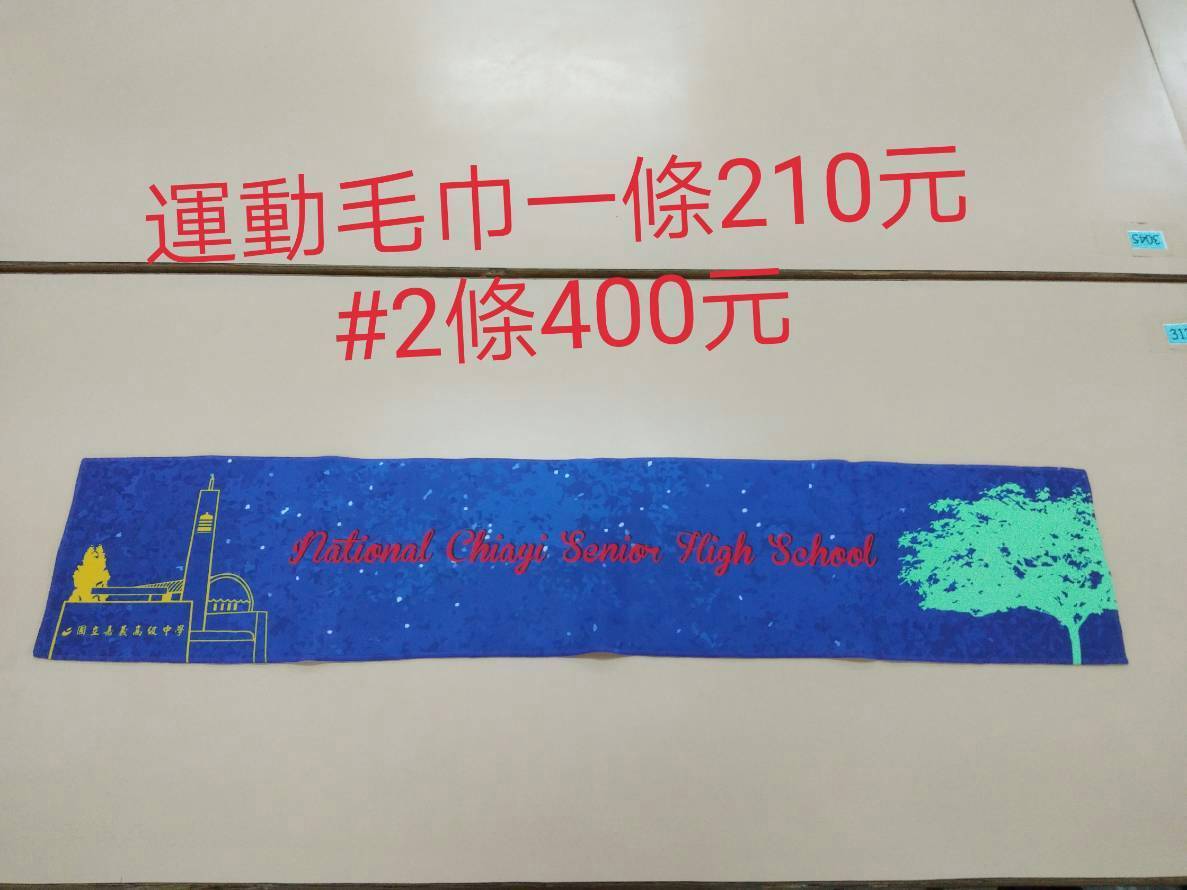 運動毛巾一條210元
3045
#2條400元
National Chiayi Senior High School
國立嘉義高級中學